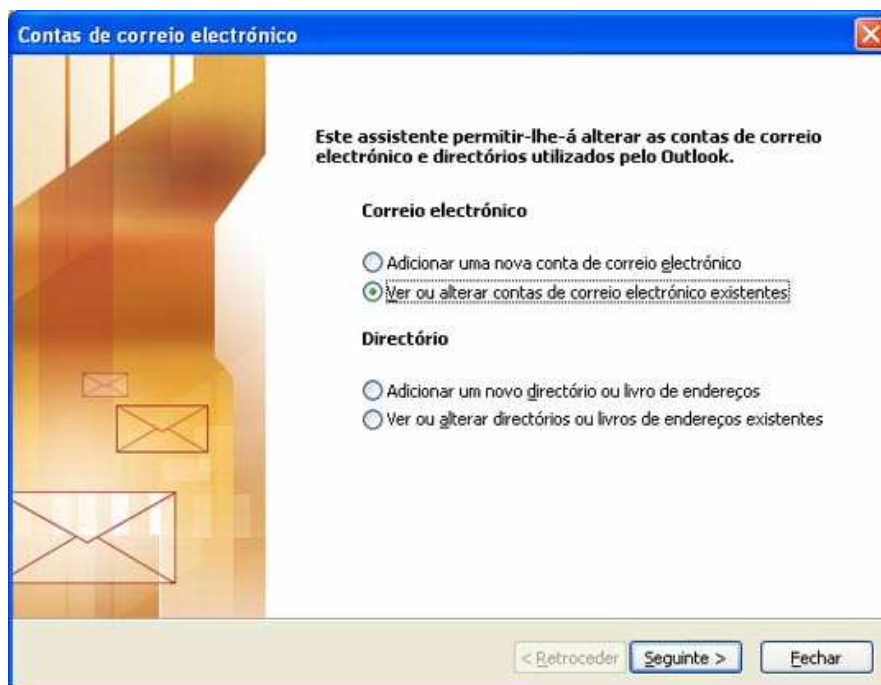 Contas de correio electrónico
Este assistente permitir-lhe-á alterar as contas de correio
electrónico e directórios utilizados pelo Outlook.
Correio electrónico
Adicionar uma nova conta de correio electrónico
Ver ou alterar contas de correio electrónico existentes
Directório
Adicionar um novo directório ou livro de endereços
Ver ou alterar directórios ou livros de endereços existentes
< Retroceder Seguinte > Fechar